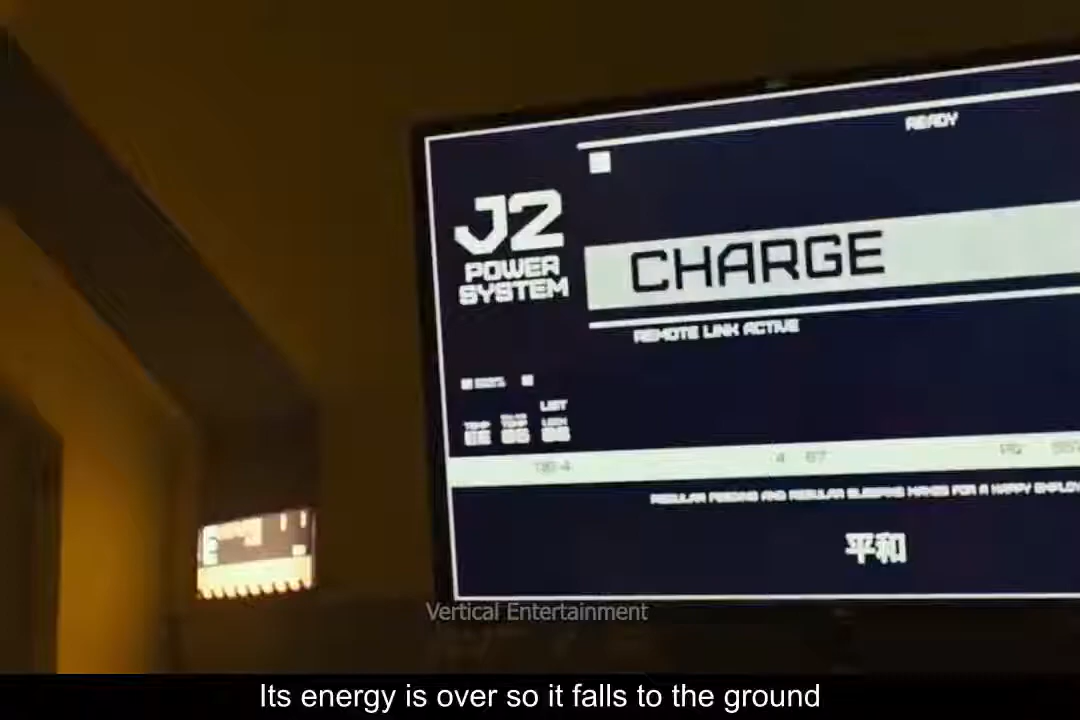 READY
J2
POWER
SYSTEM
CHARGE
REMOTE LINK ACTIVE
LIST
REGULAR FEEDING AND REGULAR SLEEPING MAKES FOR A HAPPY
平和
Vertical Entertainment
Its energy is over so it falls to the ground